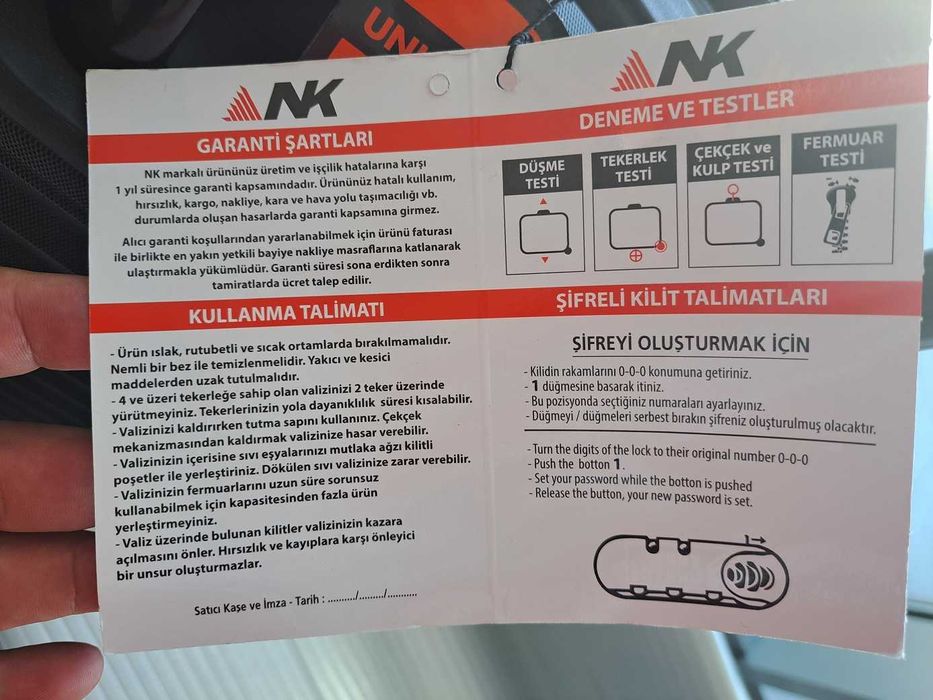 UNI
NK
GARANTİ ŞARTLARI
NK markalı ürününüz üretim ve işçilik hatalarına karşı
1 yıl süresince garanti kapsamındadır. Ürününüz hatalı kullanım,
hırsızlık, kargo, nakliye, kara ve hava yolu taşımacılığı vb.
durumlarda oluşan hasarlarda garanti kapsamına girmez.
Alıcı garanti koşullarından yararlanabilmek için ürünü faturası
ile birlikte en yakın yetkili bayiye nakliye masraflarına katlanarak
ulaştırmakla yükümlüdür. Garanti süresi sona erdikten sonra
tamiratlarda ücret talep edilir.
KULLANMA TALİMATI
- Ürün ıslak, rutubetli ve sıcak ortamlarda bırakılmamalıdır.
Nemli bir bez ile temizlenmelidir. Yakıcı ve kesici
maddelerden uzak tutulmalıdır.
- 4 ve üzeri tekerleğe sahip olan valizinizi 2 teker üzerinde
yürütmeyiniz. Tekerlerinizin yola dayanıklılık süresi kısalabilir.
- Valizinizi kaldırırken tutma sapını kullanınız. Çekçek
mekanizmasından kaldırmak valizinize hasar verebilir.
- Valizinizin içerisine sıvı eşyalarınızı mutlaka ağzı kilitli
poşetler ile yerleştiriniz. Dökülen sıvı valizinize zarar verebilir.
- Valizinizin fermuarlarını uzun süre sorunsuz
kullanabilmek için kapasitesinden fazla ürün
yerleştirmeyiniz.
- Valiz üzerinde bulunan kilitler valizinizin kazara
açılmasını önler. Hırsızlık ve kayıplara karşı önleyici
bir unsur oluşturmazlar.
Satıcı Kaşe ve İmza - Tarih : ........../......../...........
NK
DENEME VE TESTLER
DÜŞME
TESTİ
TEKERLEK
TESTİ
ÇEKÇEK ve
KULP TESTİ
FERMUAR
TESTİ
ŞİFRELİ KİLİT TALİMATLARI
ŞİFREYİ OLUŞTURMAK İÇİN
- Kilidin rakamlarını 0-0-0 konumuna getiriniz.
- 1 düğmesine basarak itiniz.
- Bu pozisyonda seçtiğiniz numaraları ayarlayınız.
- Düğmeyi / düğmeleri serbest bırakın şifreniz oluşturulmuş olacaktır.
- Turn the digits of the lock to their original number 0-0-0
- Push the botton 1.
- Set your password while the botton is pushed
- Release the button, your new password is set.
1